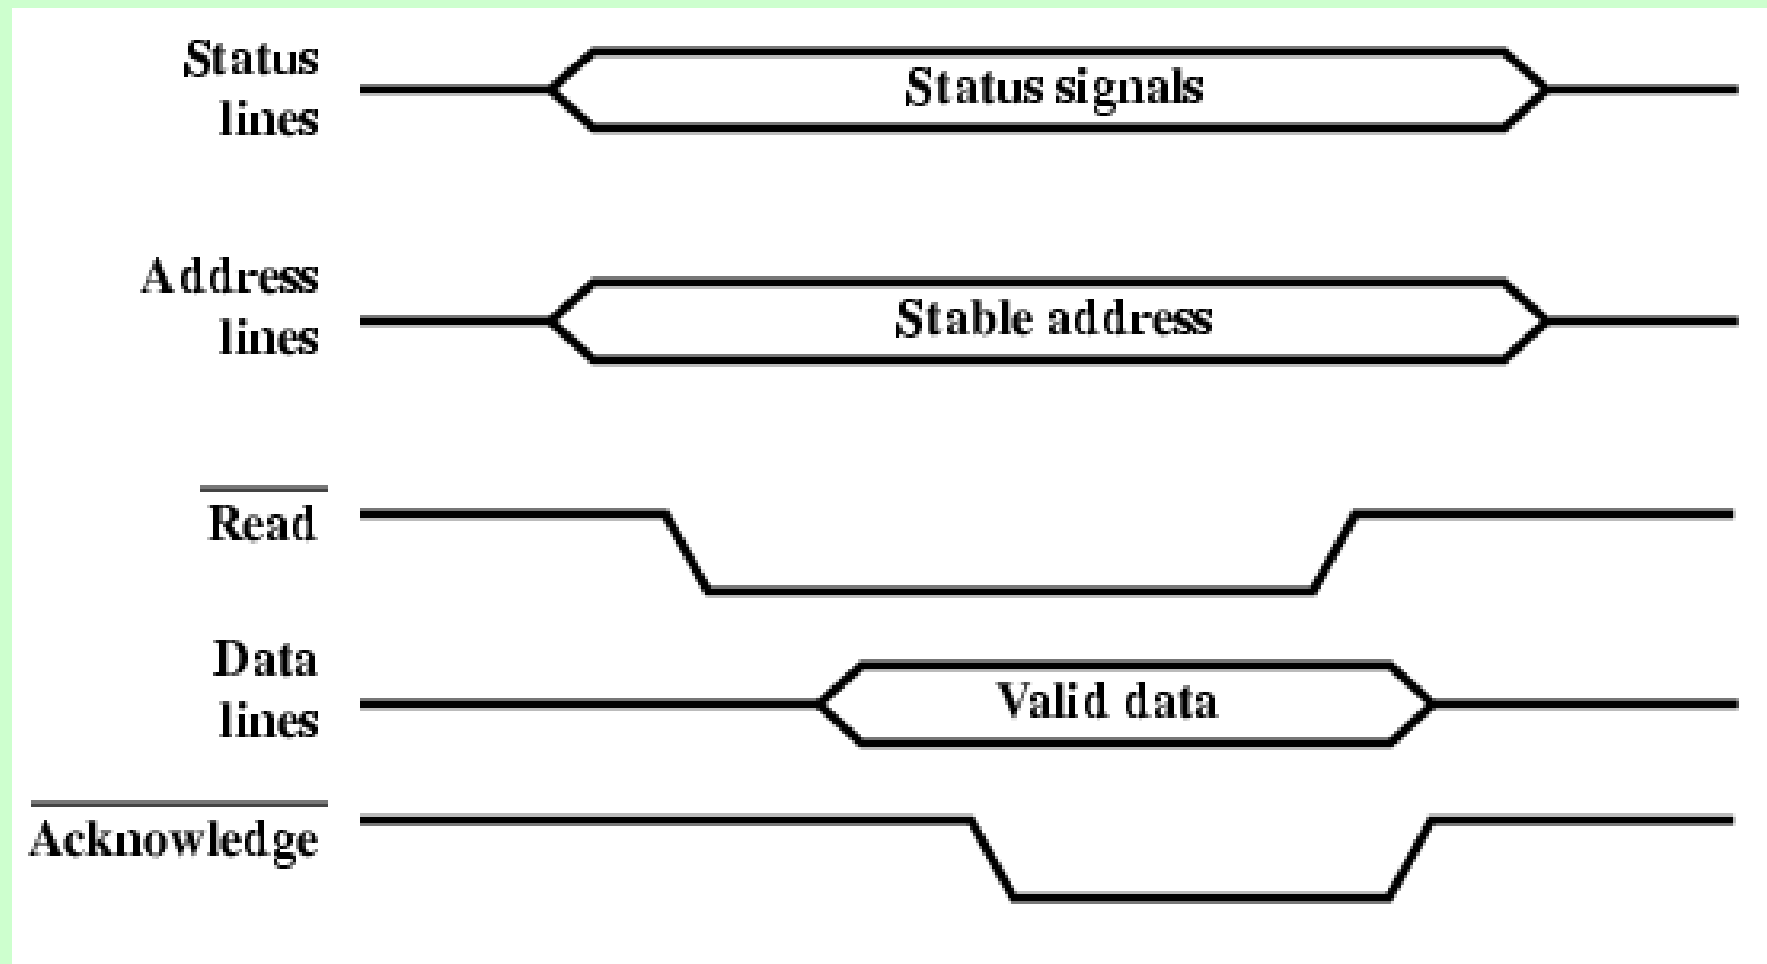 Status
lines
Status signals
Address
lines
Stable address
Read
Data
lines
Valid data
Acknowledge